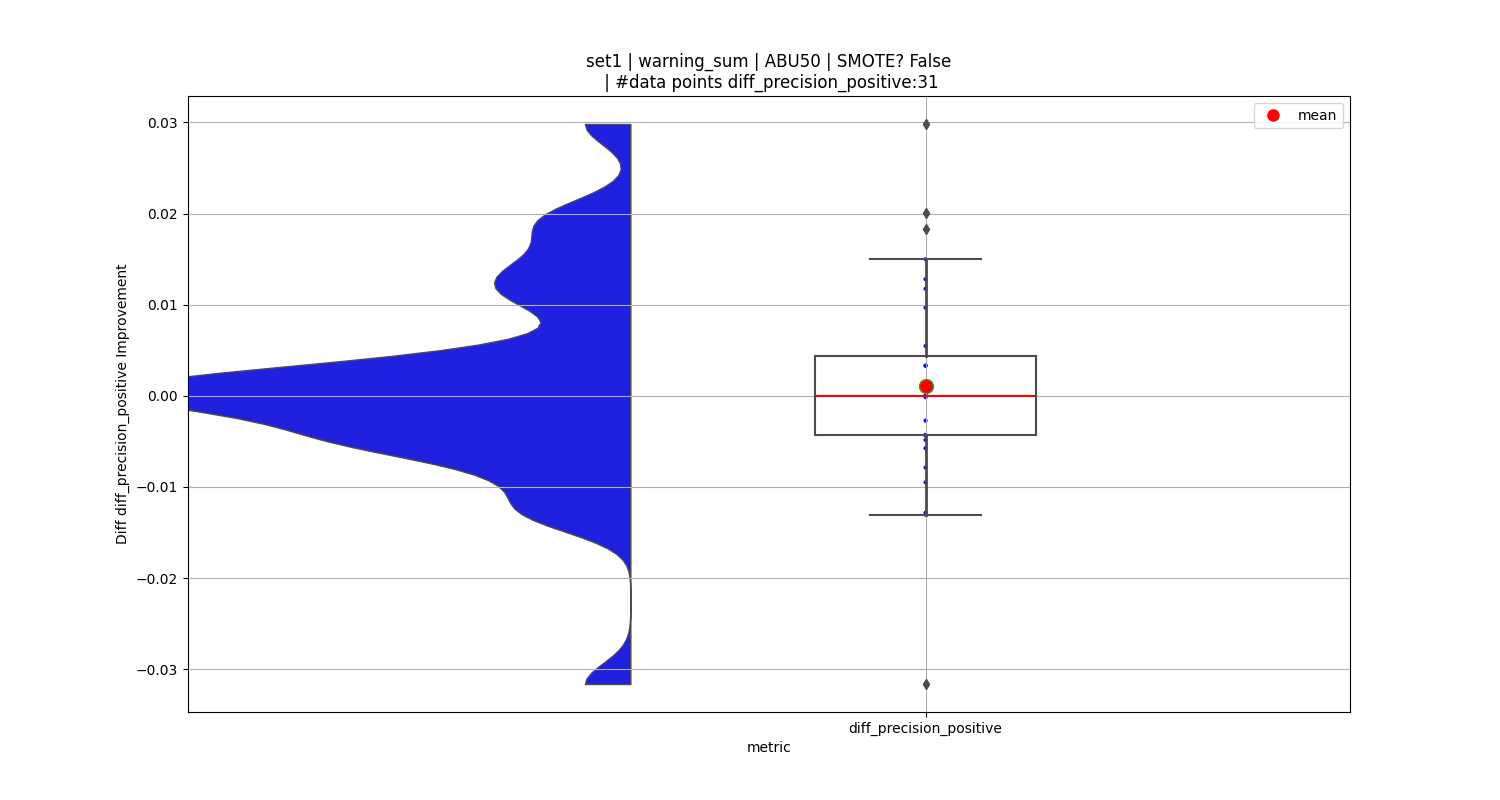 set1 | warning_sum | ABU50 | SMOTE? False
| #data points diff_precision_positive:31
mean
Diff diff_precision_positive Improvement
0.03
0.02
0.01
0.00
−0.01
−0.02
−0.03
diff_precision_positive
metric